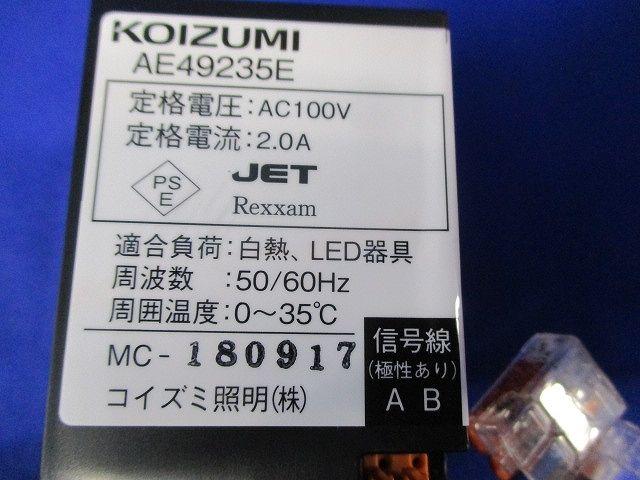 KOIZUMI
AE49235E
定格電圧:AC100V
定格電流:2.0A
PS
E
JET
Rexxam
適合負荷:白熱、LED器具
周波数 :50/60Hz
周囲温度:0～35℃
MC-180917
コイズミ照明(株)
信号線
(極性あり)
A B